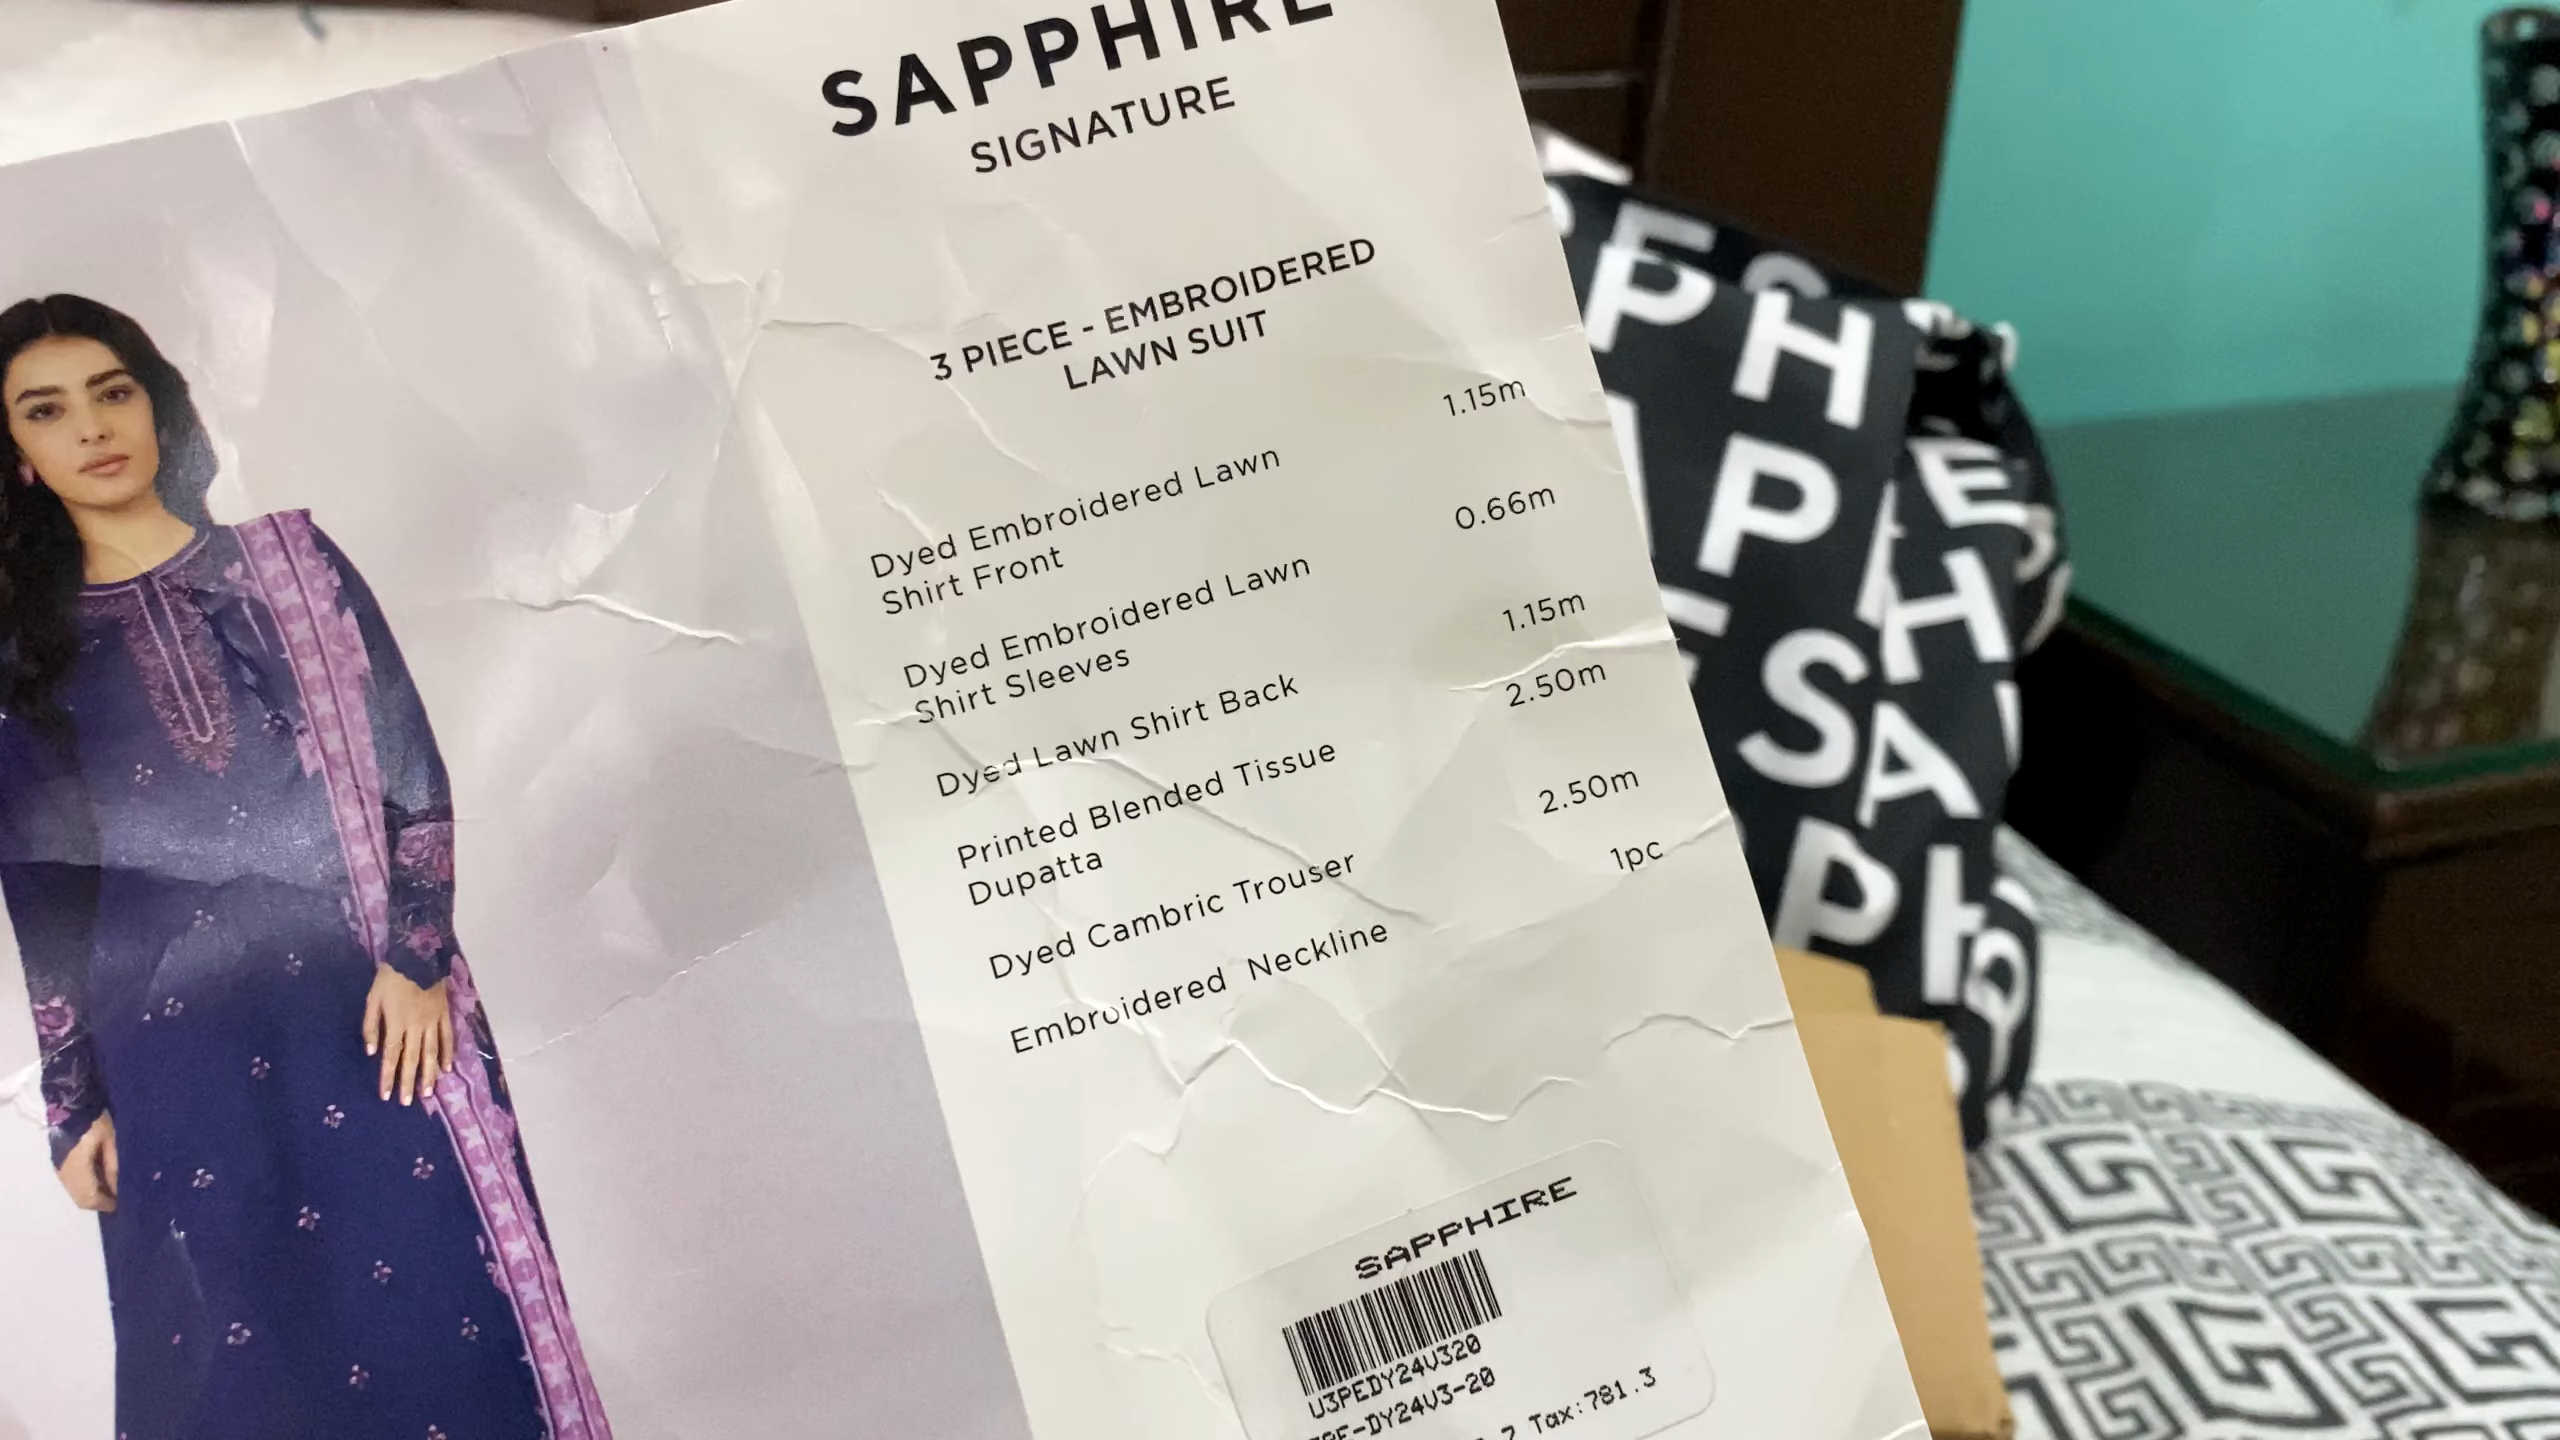 SAPPHIRE
SIGNATURE
3 PIECE - EMBROIDERED
LAWN SUIT
Dyed Embroidered Lawn 1.15m
Shirt Front
Dyed Embroidered Lawn 0.66m
Shirt Sleeves
Dyed Lawn Shirt Back 1.15m
Printed Blended Tissue 2.50m
Dupatta
Dyed Cambric Trouser 2.50m
Embroidered Neckline 1pc
SAPPHIRE
U3PEDY24V320
-DY24V3-20
Tax:781.3